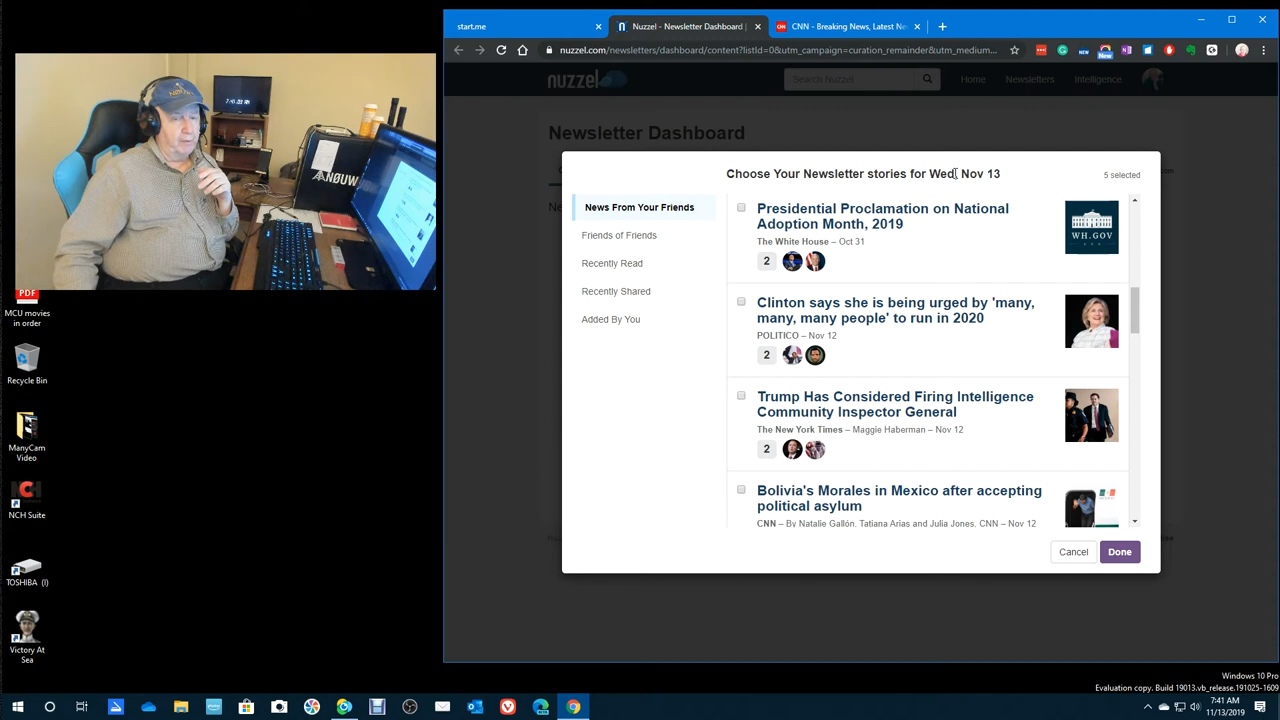 start.me
Nuzzel - Newsletter Dashboard |
CNN - Breaking News, Latest Ne
nuzzel.com/newsletters/dashboard/content?listId=0&utm_campaign=curation_remainder&utm_medium...
New
nuzzel
Search Nuzzel
Home
Newsletters
Intelligence
Newsletter Dashboard
Choose Your Newsletter stories for Wed, Nov 13
5 selected
News From Your Friends
Friends of Friends
Recently Read
Recently Shared
Added By You
Presidential Proclamation on National
Adoption Month, 2019
The White House – Oct 31
2
WH.GOV
Clinton says she is being urged by 'many,
many, many people' to run in 2020
POLITICO – Nov 12
2
Trump Has Considered Firing Intelligence
Community Inspector General
The New York Times – Maggie Haberman – Nov 12
2
Bolivia's Morales in Mexico after accepting
political asylum
CNN – By Natalie Gallón, Tatiana Arias and Julia Jones, CNN – Nov 12
Cancel
Done
PDF
MCU movies
in order
Recycle Bin
ManyCam
Video
NCH Suite
TOSHIBA (I)
Victory At
Sea
Windows 10 Pro
Evaluation copy. Build 19013.vb_release.191025-1609
7:41 AM
11/13/2019